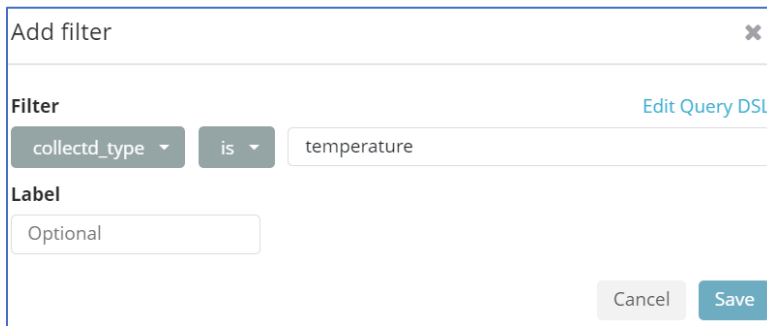 Add filter
Filter
Edit Query DSL
collectd_type is temperature
Label
Optional
Cancel Save